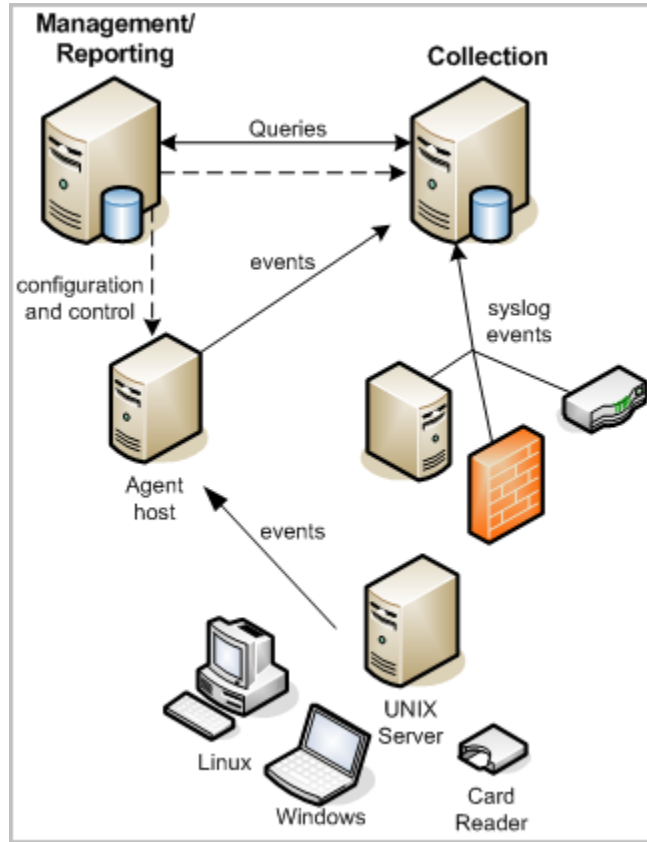 Management/
Reporting
Collection
Queries
configuration
and control
events
syslog
events
Agent
host
events
UNIX
Server
Linux
Windows
Card
Reader